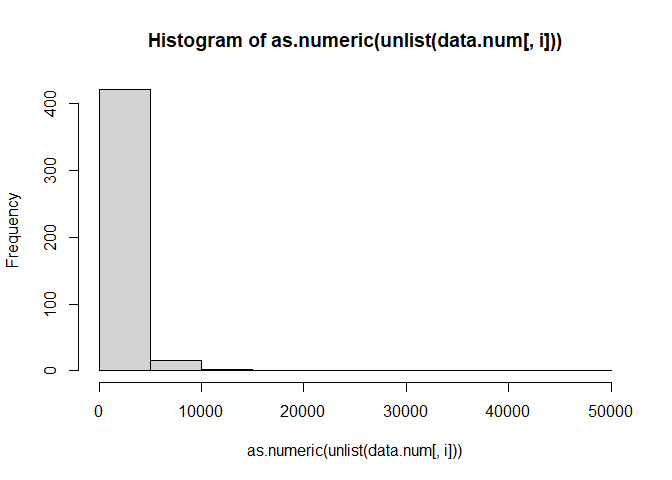 Histogram of as.numeric(unlist(data.num[, i]))
Frequency
400
300
200
100
0
0 10000 20000 30000 40000 50000
as.numeric(unlist(data.num[, i]))